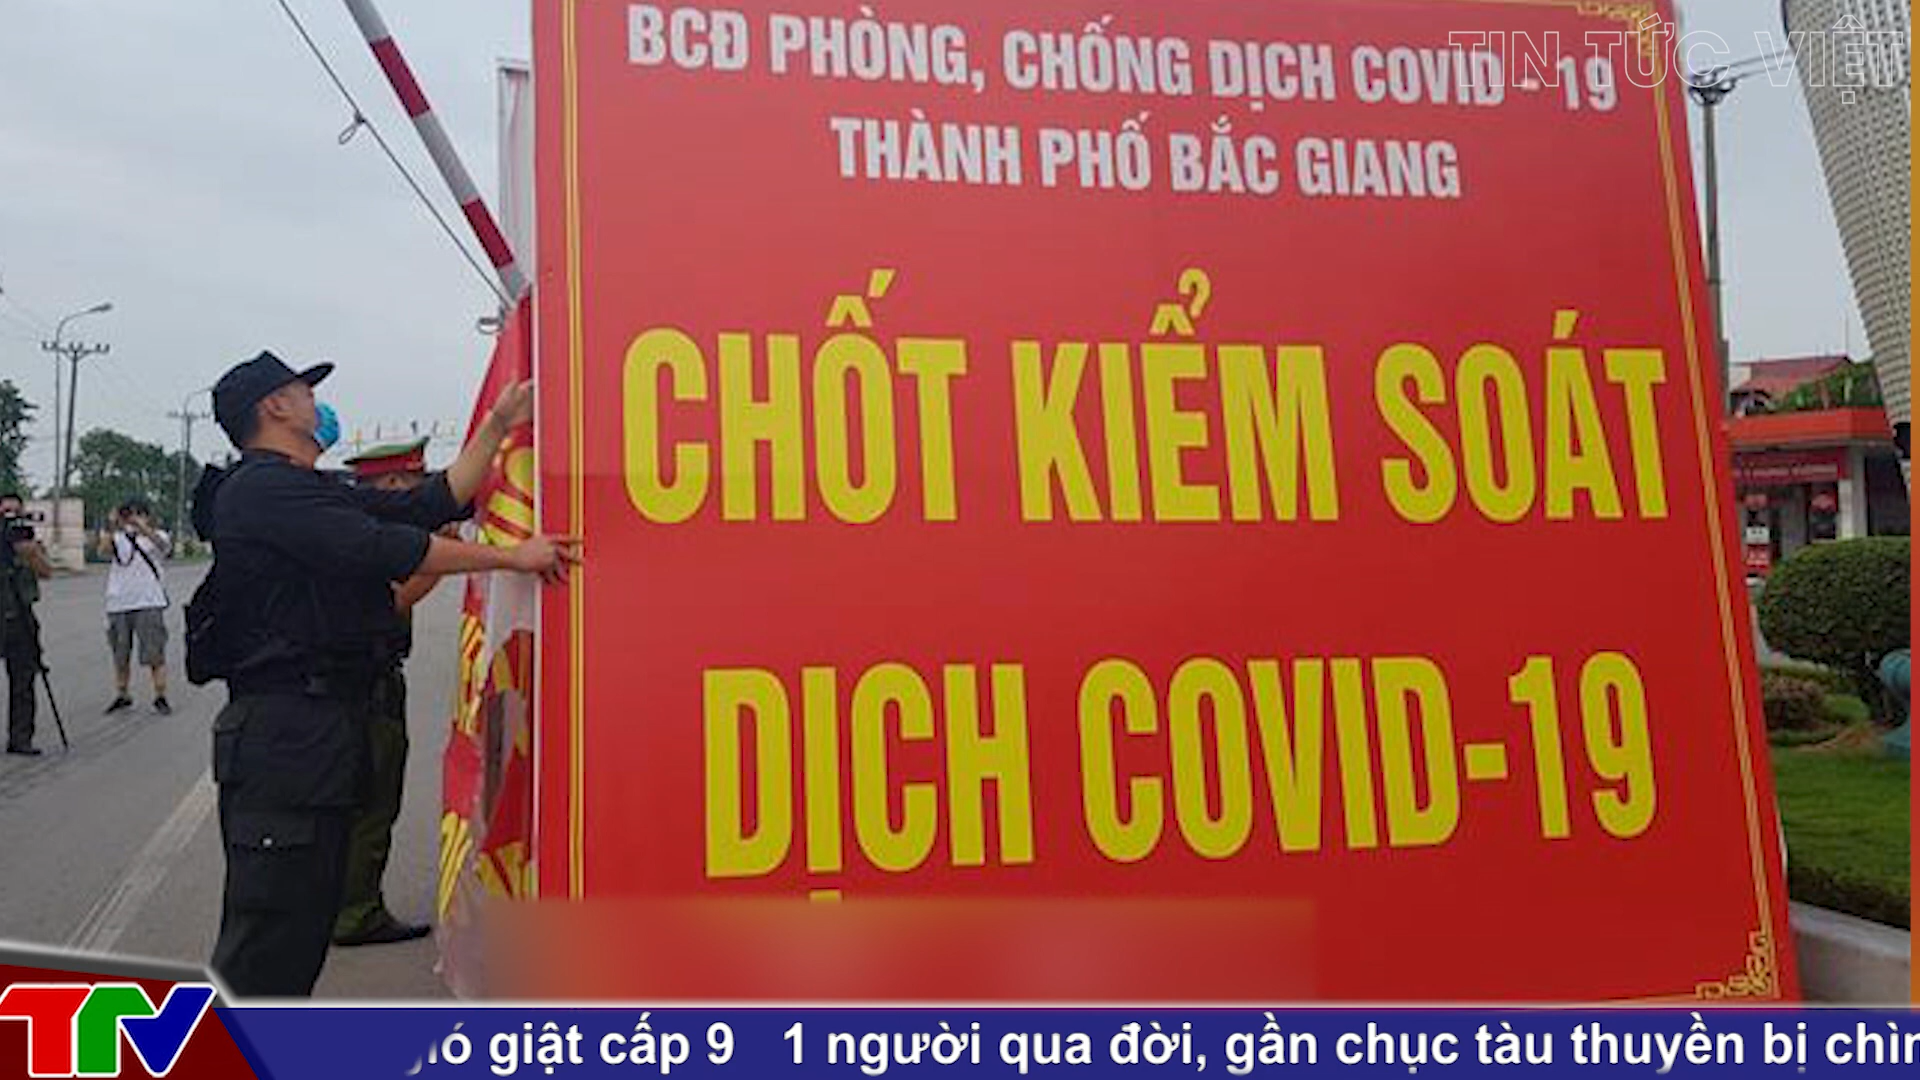 TIN TỨC VIỆT
BCĐ PHÒNG, CHỐNG DỊCH COVID - 19
THÀNH PHỐ BẮC GIANG
CHỐT KIỂM SOÁT
DỊCH COVID-19
TTV
giật cấp 9 1 người qua đời, gần chục tàu thuyền bị